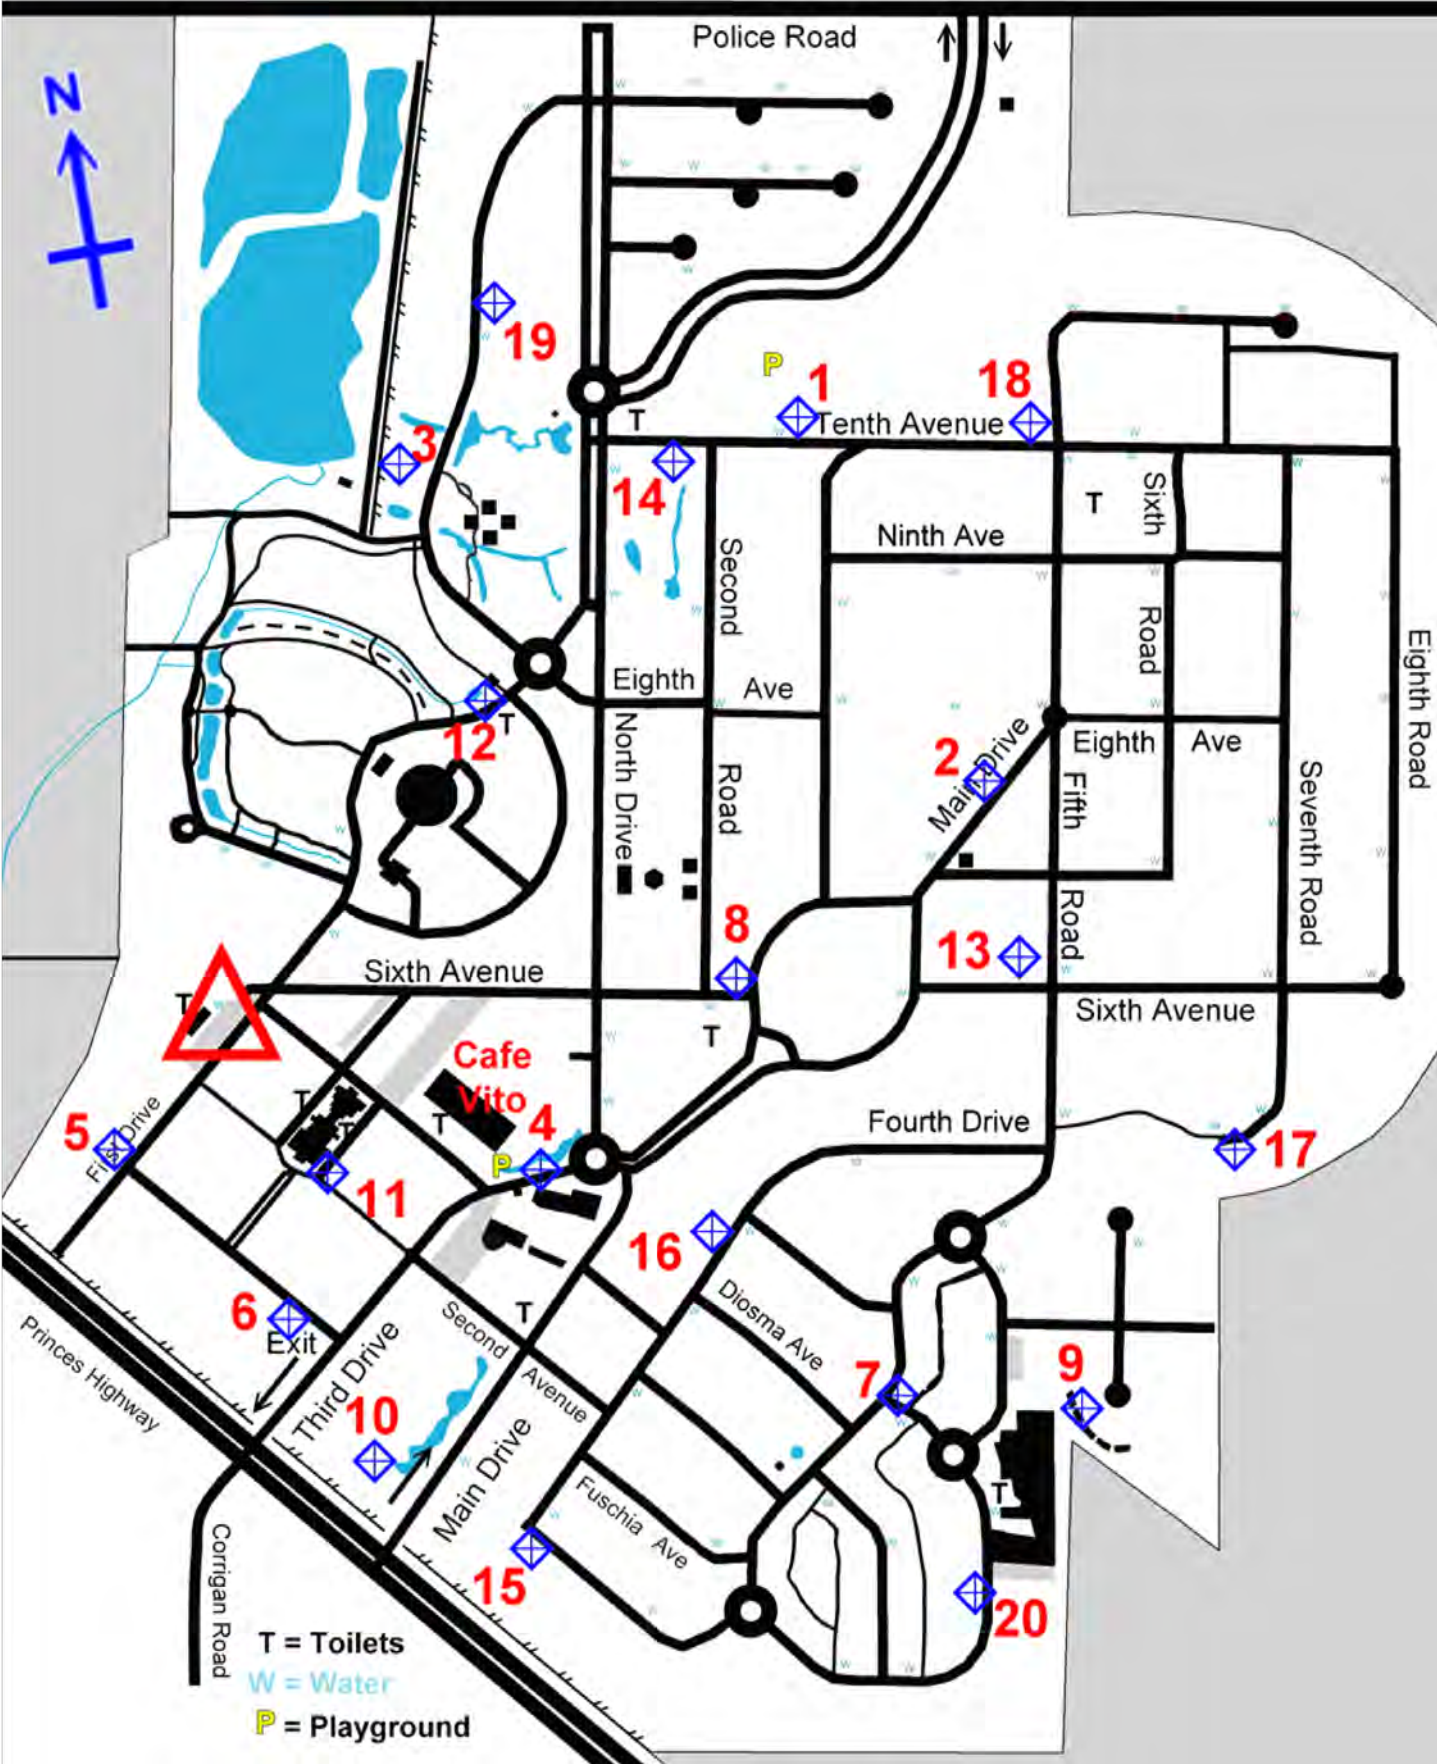 Police Road
N
19
P
1
18
T
Tenth Avenue
3
14
Sixth
T
Ninth Ave
Second
Road
Eighth Road
Eighth
Ave
T
12
North Drive
2
Main Drive
Eighth
Ave
Road
Fifth
Seventh Road
8
Road
13
Sixth Avenue
Sixth Avenue
T
T
Cafe
Vito
T
T
T
4
P
Fourth Drive
5
First Drive
17
11
16
6
Exit
Second
Avenue
T
Diosma Ave
Princes Highway
Third Drive
7
9
10
Main Drive
T
Fuschia Ave
15
20
Corrigan Road
T = Toilets
W = Water
P = Playground